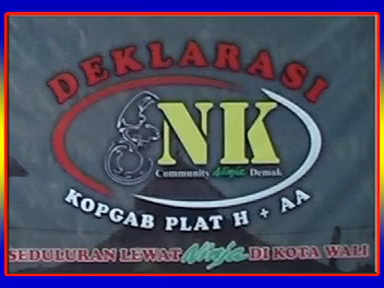 DEKLARASI
NK
Community Ninja Demak
KOPGAB PLAT H + AA
SEDULURAN LEWAT Ninja DI KOTA WALI